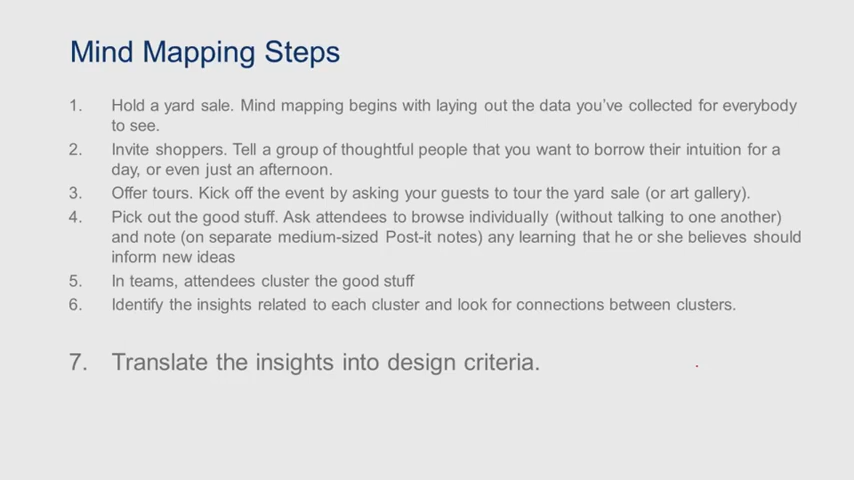 Mind Mapping Steps
1. Hold a yard sale. Mind mapping begins with laying out the data you've collected for everybody
to see.
2. Invite shoppers. Tell a group of thoughtful people that you want to borrow their intuition for a
day, or even just an afternoon.
3. Offer tours. Kick off the event by asking your guests to tour the yard sale (or art gallery).
4. Pick out the good stuff. Ask attendees to browse individually (without talking to one another)
and note (on separate medium-sized Post-it notes) any learning that he or she believes should
inform new ideas
5. In teams, attendees cluster the good stuff
6. Identify the insights related to each cluster and look for connections between clusters.
7. Translate the insights into design criteria.